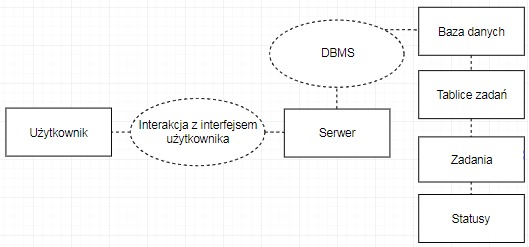 Użytkownik
Interakcja z interfejsem
użytkownika
DBMS
Serwer
Baza danych
Tablice zadań
Zadania
Statusy